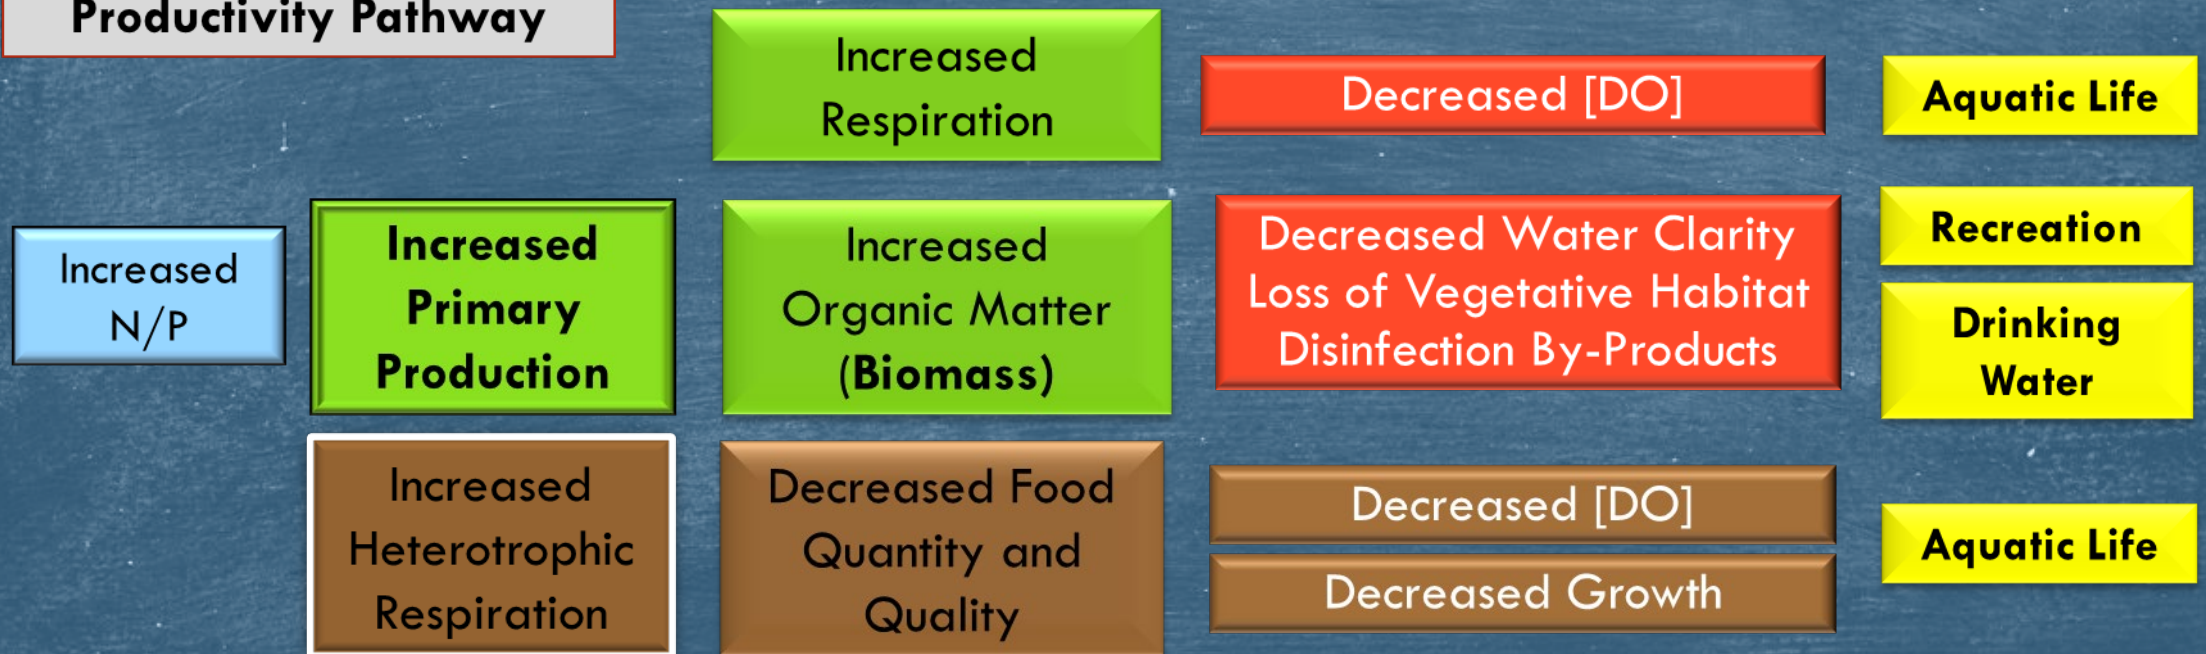 Productivity Pathway
Increased
Respiration
Decreased [DO]
Aquatic Life
Increased
N/P
Increased
Primary
Production
Increased
Organic Matter
(Biomass)
Decreased Water Clarity
Loss of Vegetative Habitat
Disinfection By-Products
Recreation
Drinking
Water
Increased
Heterotrophic
Respiration
Decreased Food
Quantity and
Quality
Decreased [DO]
Decreased Growth
Aquatic Life